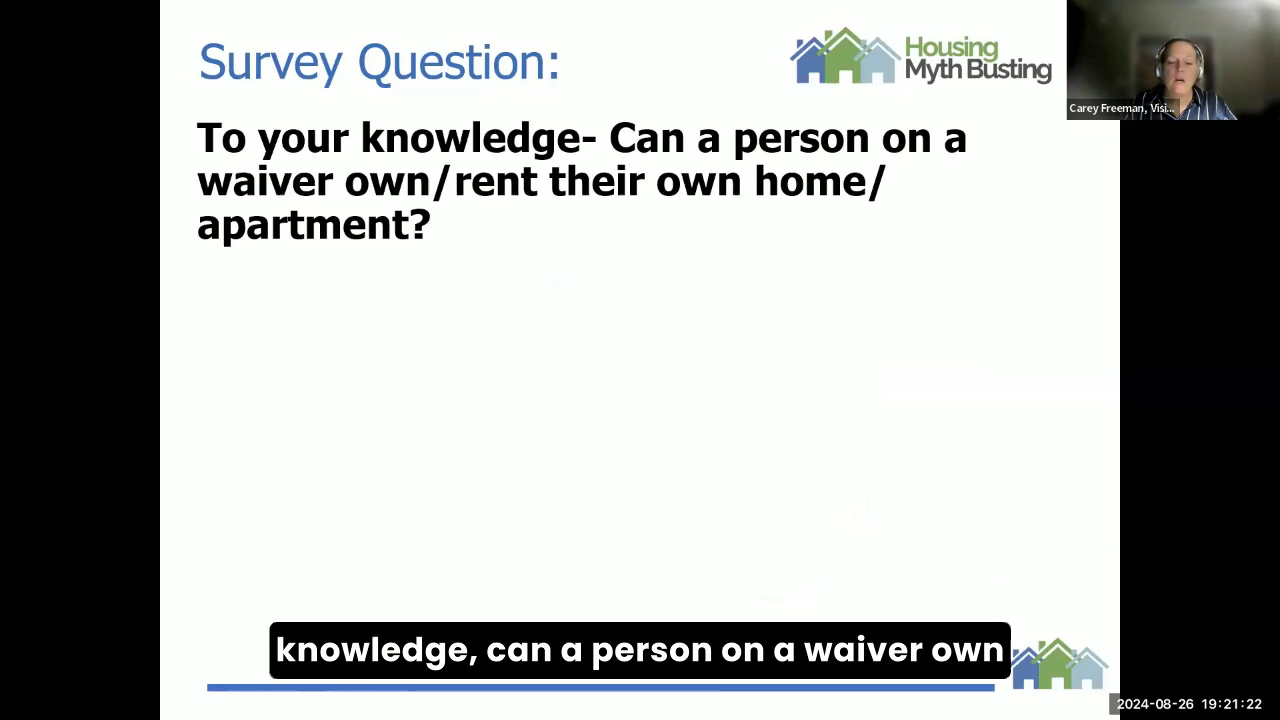 Survey Question:
Housing
Myth Busting
Carey Freeman, Visi...
To your knowledge- Can a person on a
waiver own/rent their own home/
apartment?
knowledge, can a person on a waiver own
2024-08-26 19:21:22